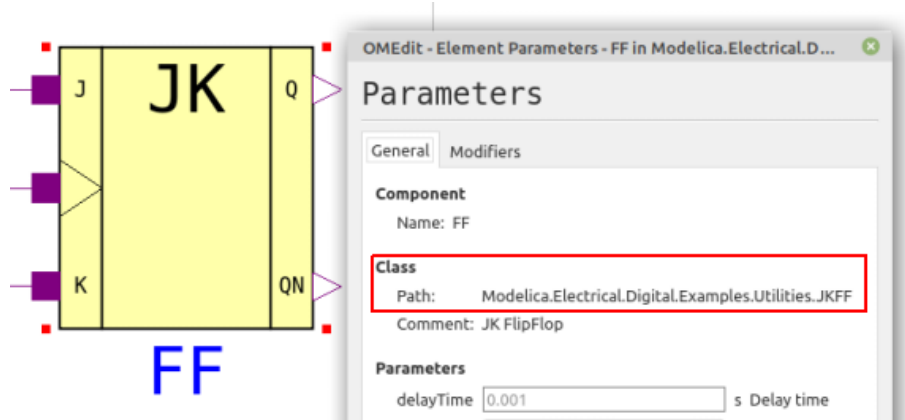 J
JK
Q
K
QN
FF
OMEdit - Element Parameters - FF in Modelica.Electrical.D...
Parameters
General Modifiers
Component
Name: FF
Class
Path: Modelica.Electrical.Digital.Examples.Utilities.JKFF
Comment: JK FlipFlop
Parameters
delayTime 0.001 s Delay time